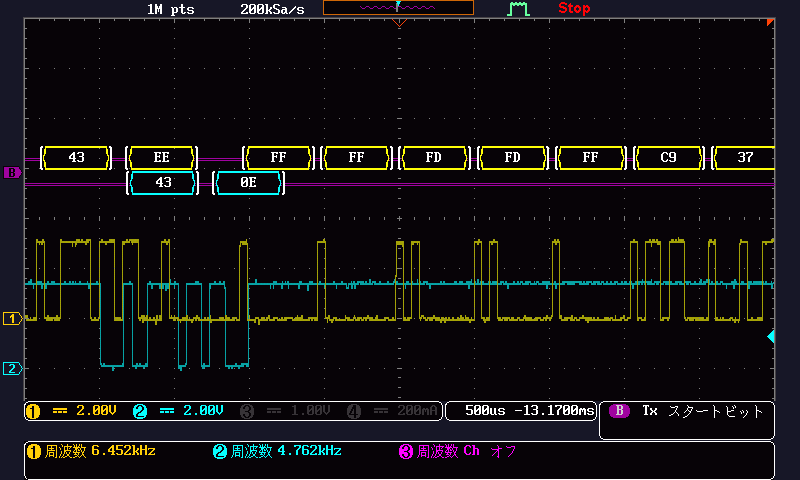 1M pts 200kSa/s Stop
43 EE FF FF FD FD FF C9 37
B
43 0E
1
2
1 2.00V 2 2.00V 3 1.00V 4 200mA 500us -13.1700ms B Tx スタートビット
1 周波数 6.452kHz 2 周波数 4.762kHz 3 周波数 Ch オフ